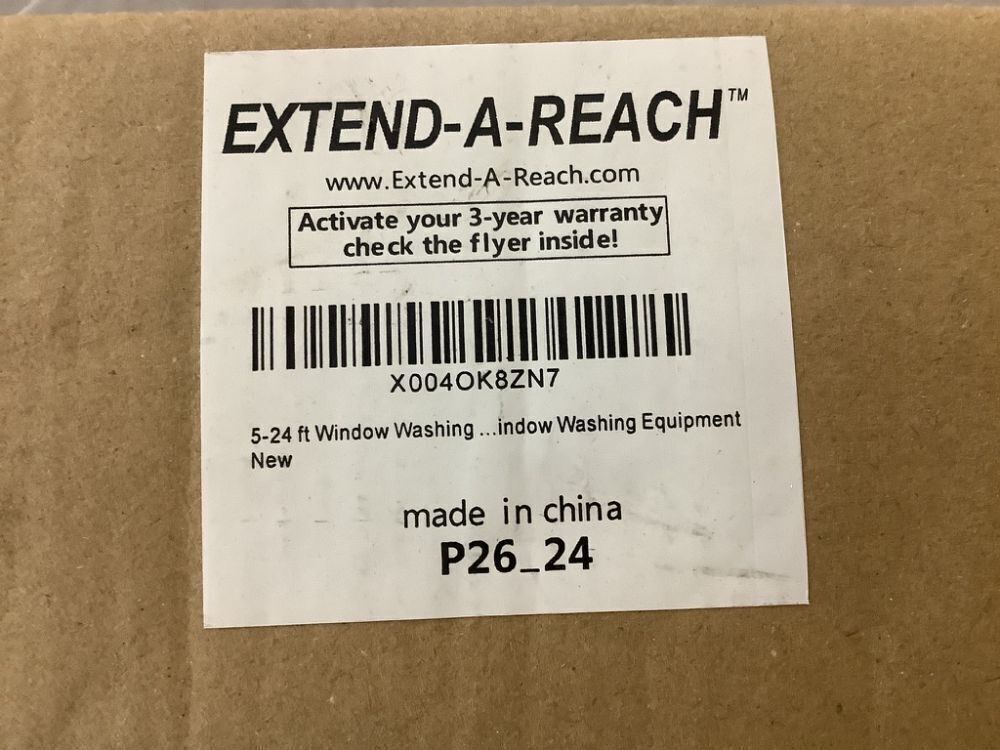 EXTEND-A-REACH™
www.Extend-A-Reach.com
Activate your 3-year warranty
check the flyer inside!
X004OK8ZN7
5-24 ft Window Washing ...indow Washing Equipment
New
made in china
P26_24